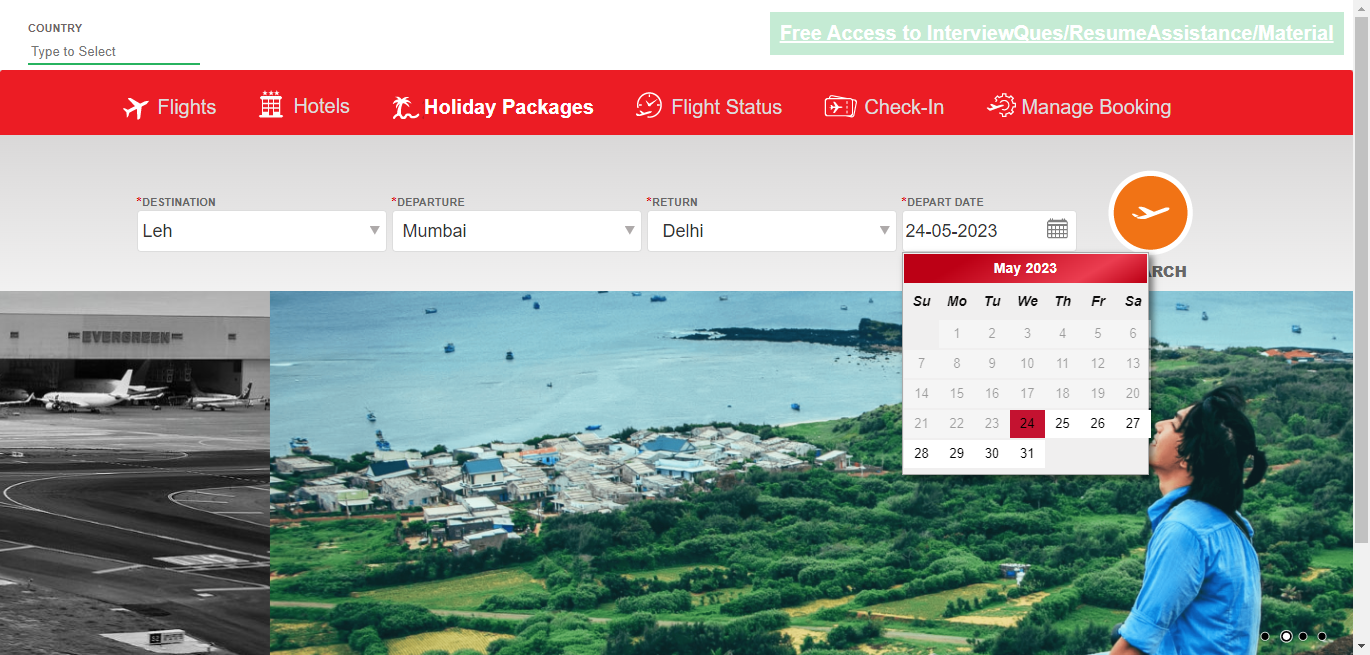 COUNTRY
Type to Select
Free Access to InterviewQues/ResumeAssistance/Material
Flights
Hotels
Holiday Packages
Flight Status
Check-In
Manage Booking
*DESTINATION
*DEPARTURE
*RETURN
*DEPART DATE
Leh
Mumbai
Delhi
24-05-2023
RCH
May 2023
Su Mo Tu We Th Fr Sa
1 2 3 4 5 6
7 8 9 10 11 12 13
14 15 16 17 18 19 20
21 22 23 24 25 26 27
28 29 30 31
EVERGREEN